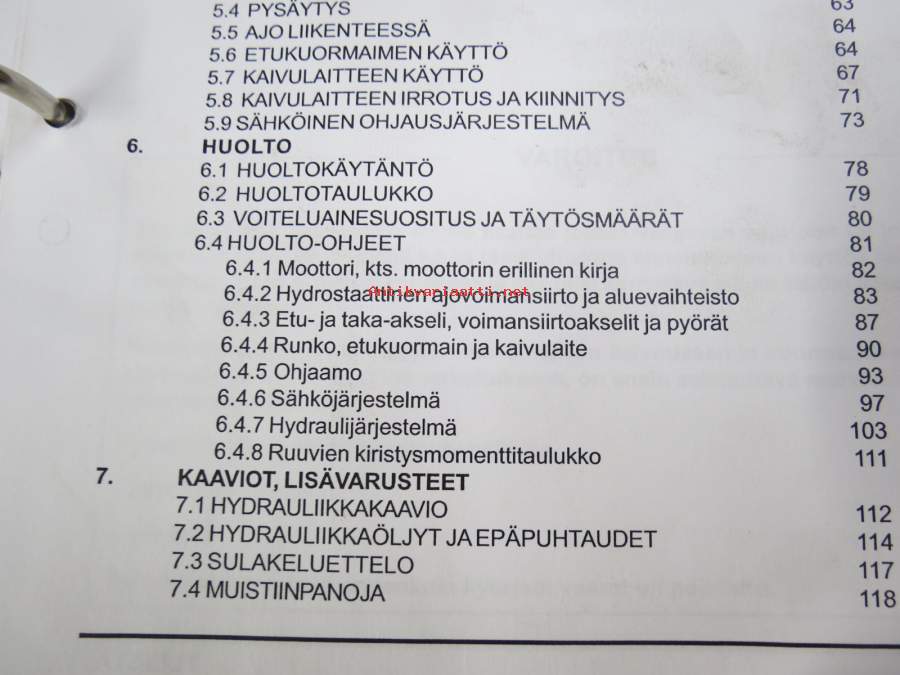 5.4 PYSÄYTYS 63
5.5 AJO LIIKENTEESSÄ 64
5.6 ETUKUORMAIMEN KÄYTTÖ 64
5.7 KAIVULAITTEEN KÄYTTÖ 67
5.8 KAIVULAITTEEN IRROTUS JA KIINNITYS 71
5.9 SÄHKÖINEN OHJAUSJÄRJESTELMÄ 73
6. HUOLTO
6.1 HUOLTOKÄYTÄNTÖ 78
6.2 HUOLTOTAULUKKO 79
6.3 VOITELUAINESUOSITUS JA TÄYTÖSMÄÄRÄT 80
6.4 HUOLTO-OHJEET 81
6.4.1 Moottori, kts. moottorin erillinen kirja 82
6.4.2 Hydrostaattinen ajovoimansiirto ja aluevaihteisto 83
Antikvariaatti.net
6.4.3 Etu- ja taka-akseli, voimansiirtoakselit ja pyörät 87
6.4.4 Runko, etukuormain ja kaivulaite 90
6.4.5 Ohjaamo 93
6.4.6 Sähköjärjestelmä 97
6.4.7 Hydraulijärjestelmä 103
6.4.8 Ruuvien kiristysmomenttitaulukko 111
7. KAAVIOT, LISÄVARUSTEET
7.1 HYDRAULIIKKAKAAVIO 112
7.2 HYDRAULIIKKAÖLJYT JA EPÄPUHTAUDET 114
7.3 SULAKELUETTELO 117
7.4 MUISTIINPANOJA 118